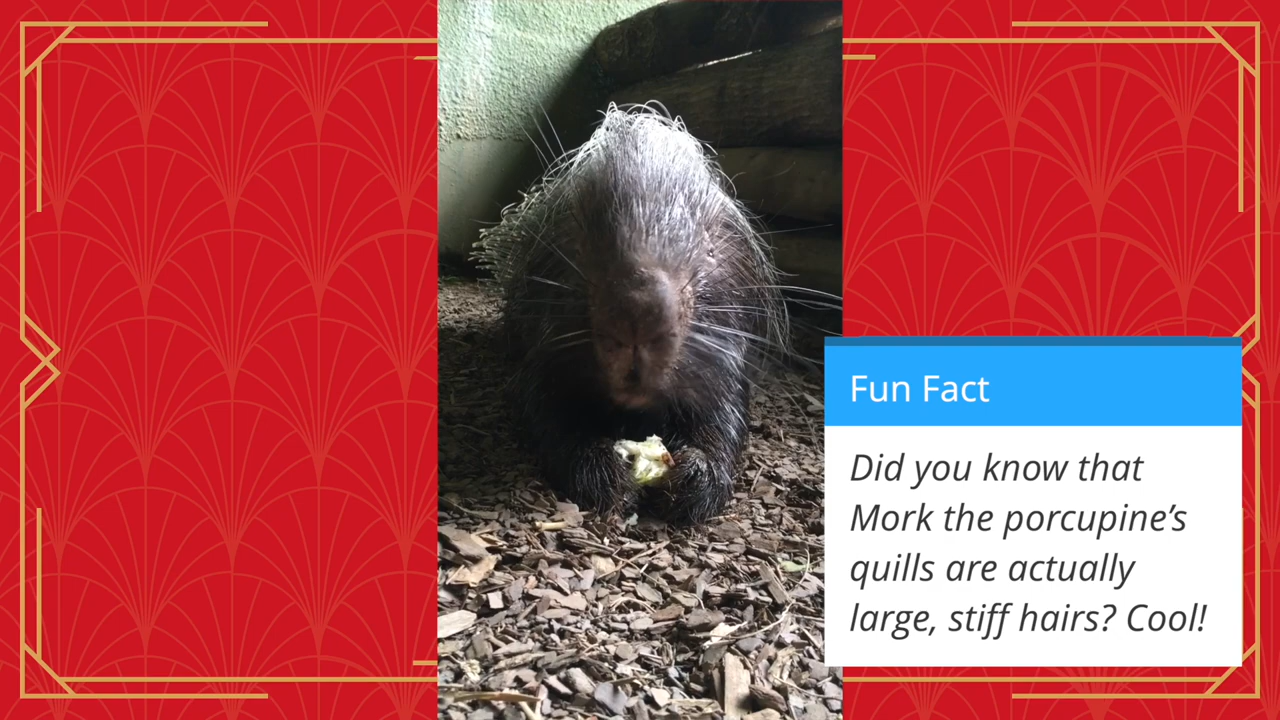 Fun Fact
Did you know that
Mork the porcupine’s
quills are actually
large, stiff hairs? Cool!